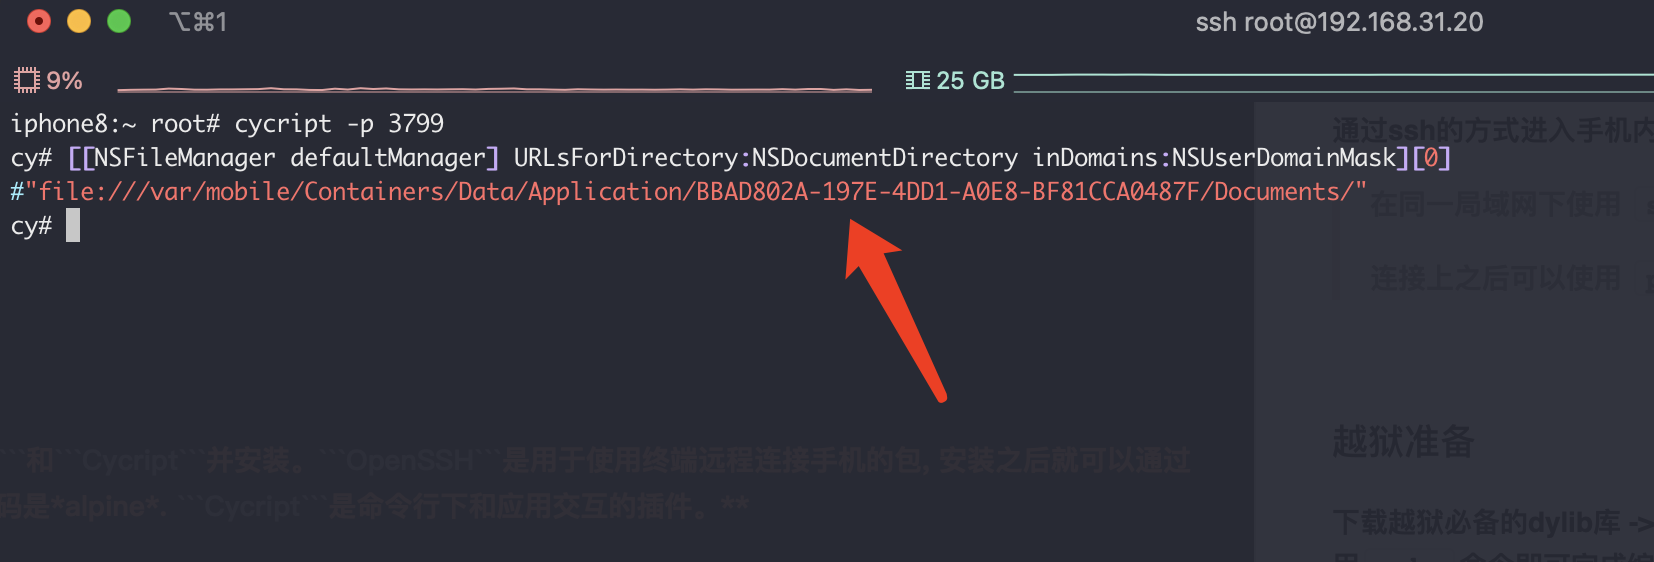 ⌥⌘1
ssh root@192.168.31.20
9%
25 GB
iphone8:~ root# cycript -p 3799
cy# [[NSFileManager defaultManager] URLsForDirectory:NSDocumentDirectory inDomains:NSUserDomainMask][0]
#"file:///var/mobile/Containers/Data/Application/BBAD802A-197E-4DD1-A0E8-BF81CCA0487F/Documents/"
cy#
通过ssh的方式进入手机内
在同一局域网下使用
连接上之后可以使用
越狱准备
```和```Cycript```并安装。```OpenSSH```是用于使用终端远程连接手机的包, 安装之后就可以通过
码是*alpine*. ```Cycript```是命令行下和应用交互的插件。**
下载越狱必备的dylib库 ->